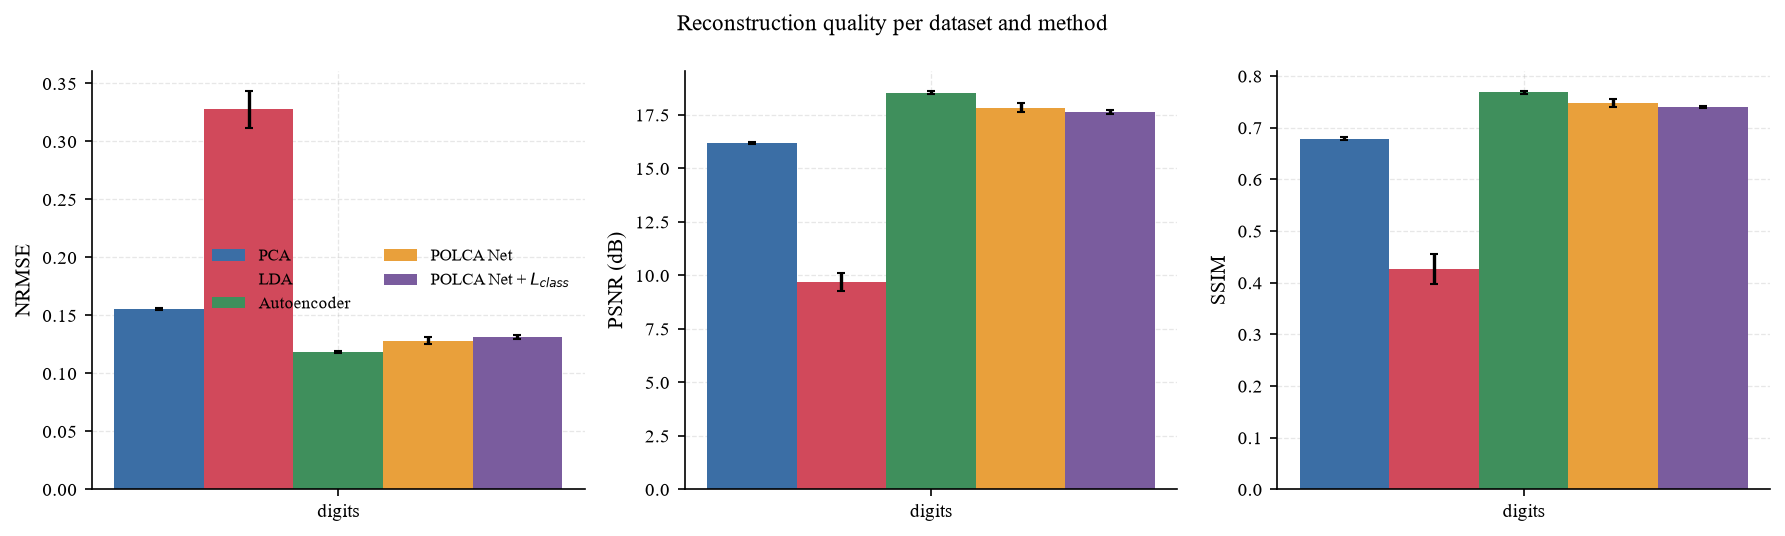 Reconstruction quality per dataset and method
NRMSE
0.35
0.30
0.25
0.20
0.15
0.10
0.05
0.00
PCA
LDA
Autoencoder
POLCA Net
POLCA Net + L_class
digits
PSNR (dB)
17.5
15.0
12.5
10.0
7.5
5.0
2.5
0.0
digits
SSIM
0.8
0.7
0.6
0.5
0.4
0.3
0.2
0.1
0.0
digits